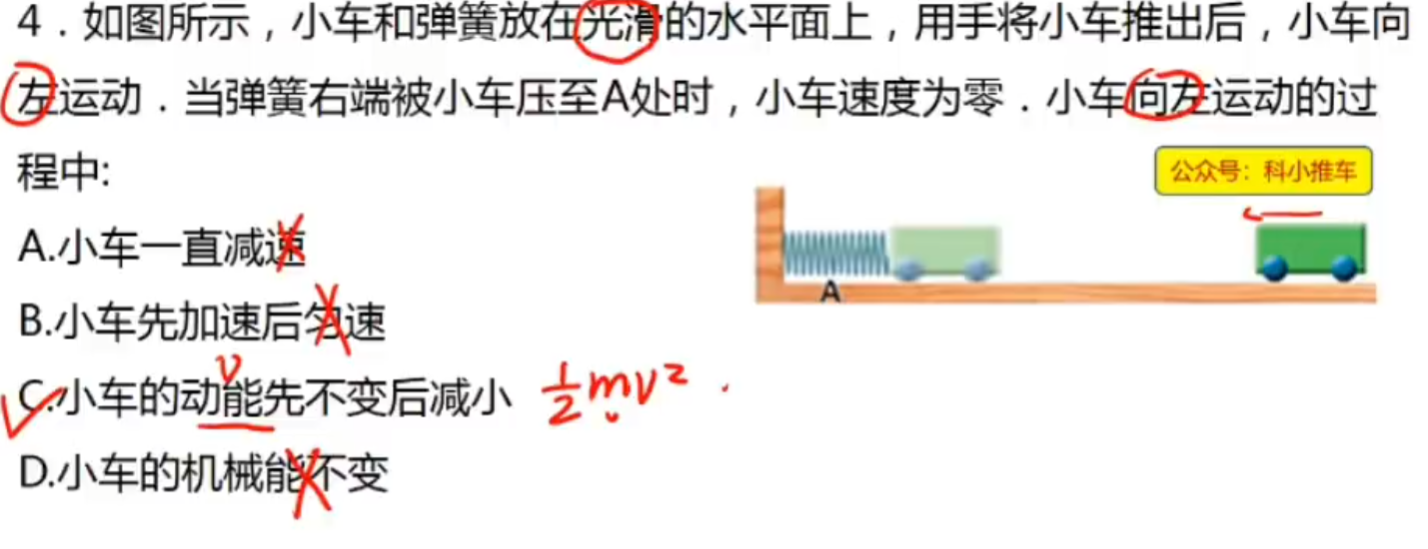 4．如图所示，小车和弹簧放在光滑的水平面上，用手将小车推出后，小车向
左运动．当弹簧右端被小车压至A处时，小车速度为零．小车向左运动的过
程中:
公众号：科小推车
A.小车一直减速
B.小车先加速后匀速
A
v
C.小车的动能先不变后减小 ½mv²
D.小车的机械能不变